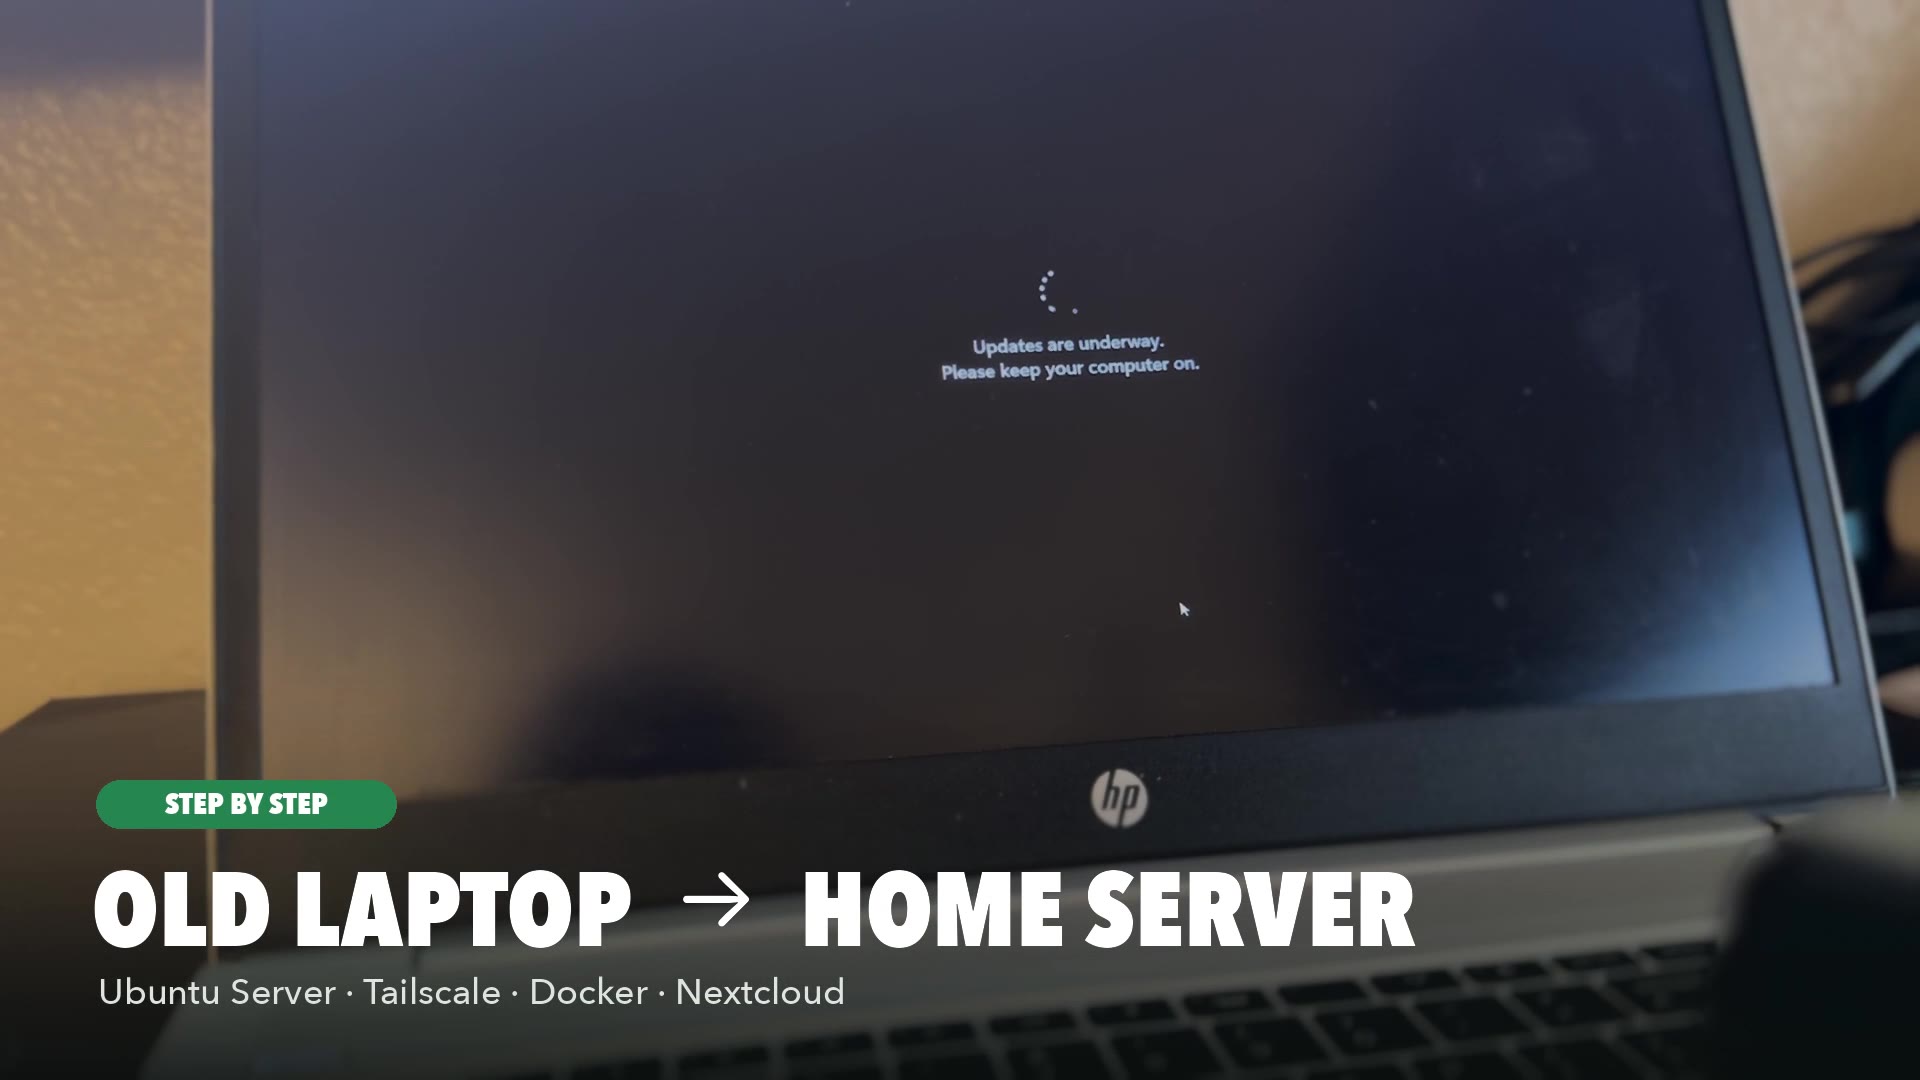 Updates are underway.
Please keep your computer on.
hp
STEP BY STEP
OLD LAPTOP → HOME SERVER
Ubuntu Server · Tailscale · Docker · Nextcloud